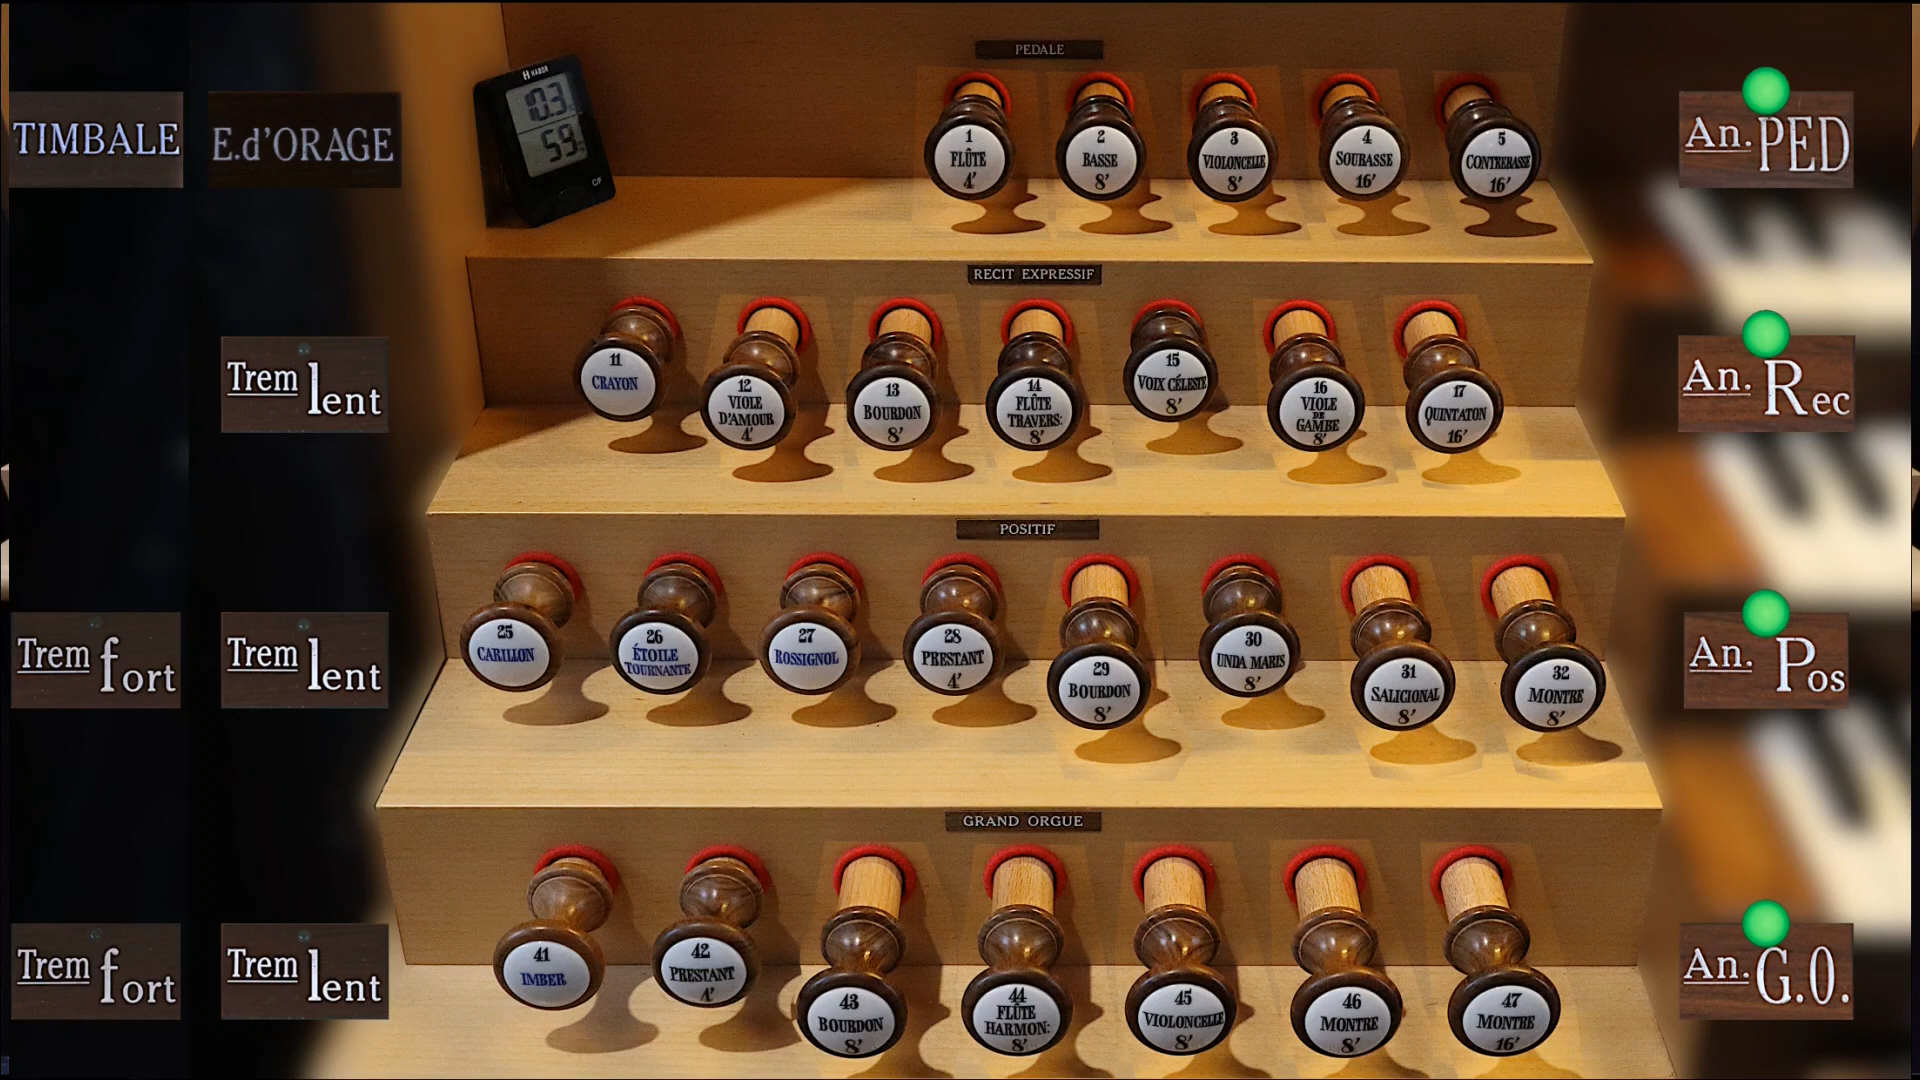 PEDALE
HABOR
03
59
C/F
TIMBALE
E.d'ORAGE
1
FLÛTE
4'
2
BASSE
8'
3
VIOLONCELLE
8'
4
SOUBASSE
16'
5
CONTREBASSE
16'
An. PED
RECIT EXPRESSIF
Trem lent
11
CRAYON
12
VIOLE
D'AMOUR
4'
13
BOURDON
8'
14
FLÛTE
TRAVERS:
8'
15
VOIX CÉLESTE
8'
16
VIOLE
DE
GAMBE
8'
17
QUINTATON
16'
An. Rec
POSITIF
Trem fort
Trem lent
25
CARILLON
26
ÉTOILE
TOURNANTE
27
ROSSIGNOL
28
PRESTANT
4'
29
BOURDON
8'
30
UNDA MARIS
8'
31
SALICIONAL
8'
32
MONTRE
8'
An. Pos
GRAND ORGUE
Trem fort
Trem lent
41
IMBER
42
PRESTANT
4'
43
BOURDON
8'
44
FLÛTE
HARMON:
8'
45
VIOLONCELLE
8'
46
MONTRE
8'
47
MONTRE
16'
An. G.O.